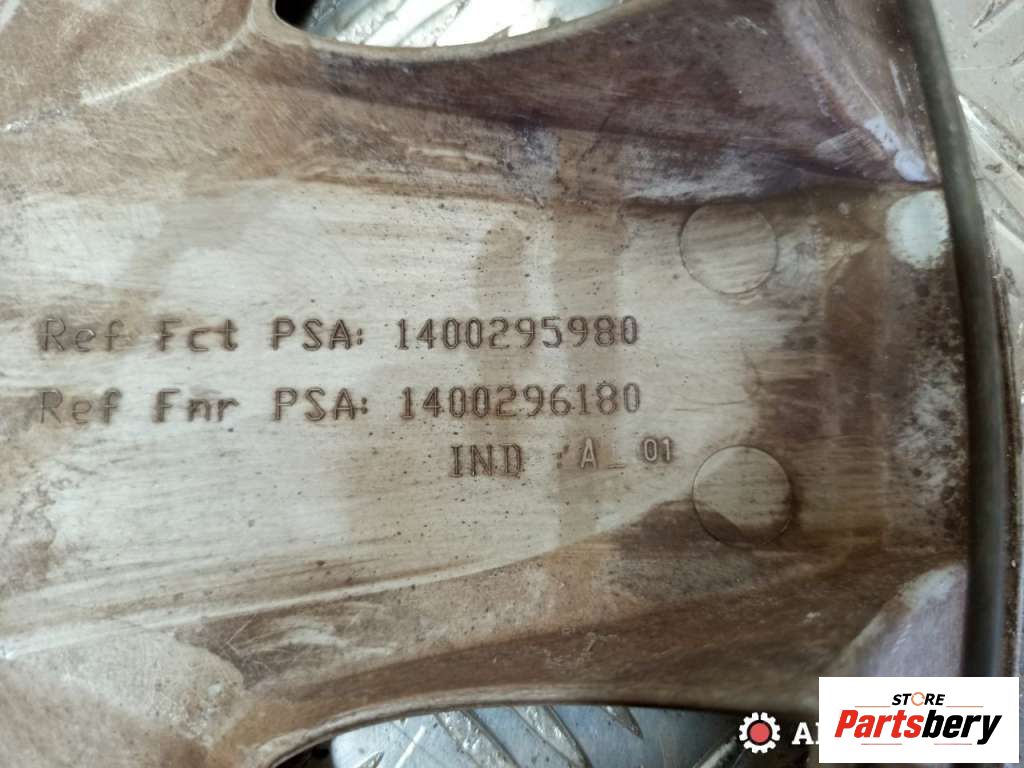 Ref Fct PSA: 1400295980
Ref Fnr PSA: 1400296180
IND : A_01
STORE
Partsbery